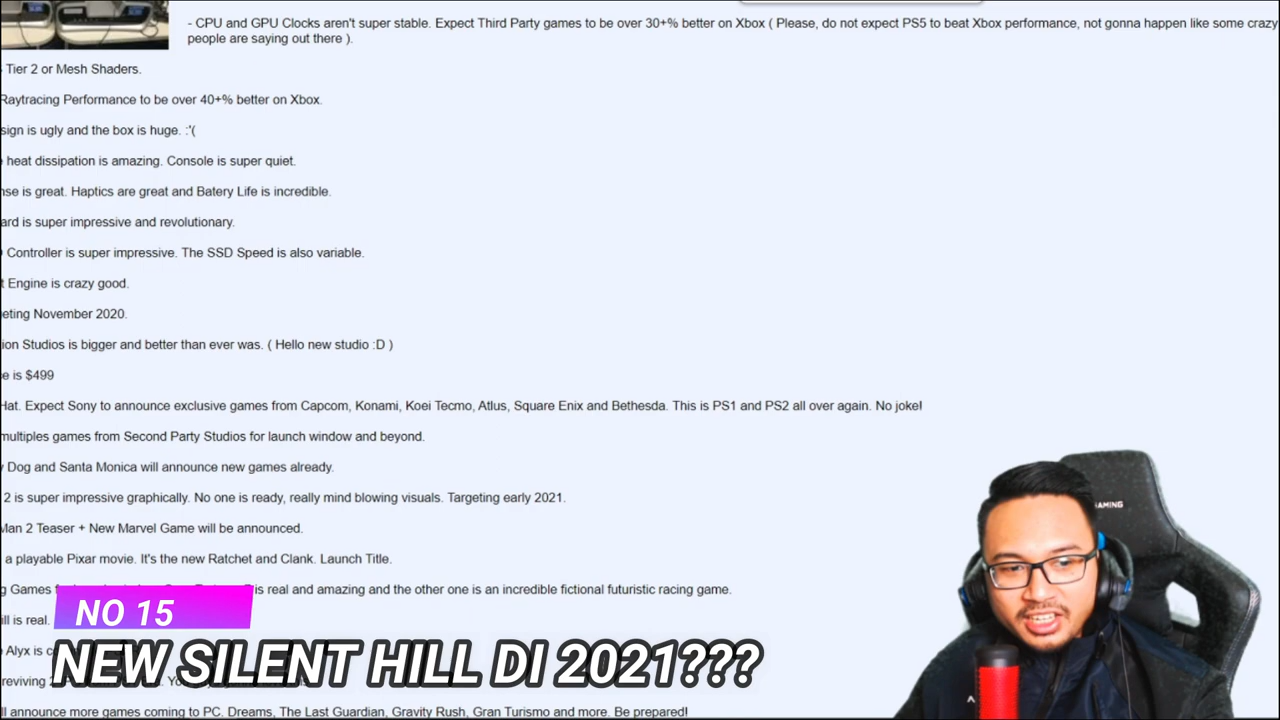 - CPU and GPU Clocks aren't super stable. Expect Third Party games to be over 30+% better on Xbox ( Please, do not expect PS5 to beat Xbox performance, not gonna happen like some crazy
people are saying out there ).
Tier 2 or Mesh Shaders.
Raytracing Performance to be over 40+% better on Xbox.
sign is ugly and the box is huge. :'(
heat dissipation is amazing. Console is super quiet.
nse is great. Haptics are great and Batery Life is incredible.
ard is super impressive and revolutionary.
Controller is super impressive. The SSD Speed is also variable.
t Engine is crazy good.
eting November 2020.
ion Studios is bigger and better than ever was. ( Hello new studio :D )
e is $499
Hat. Expect Sony to announce exclusive games from Capcom, Konami, Koei Tecmo, Atlus, Square Enix and Bethesda. This is PS1 and PS2 all over again. No joke!
multiples games from Second Party Studios for launch window and beyond.
Dog and Santa Monica will announce new games already.
2 is super impressive graphically. No one is ready, really mind blowing visuals. Targeting early 2021.
Man 2 Teaser + New Marvel Game will be announced.
a playable Pixar movie. It's the new Ratchet and Clank. Launch Title.
g Games is real and amazing and the other one is an incredible fictional futuristic racing game.
NO 15
ill is real.
Alyx is
NEW SILENT HILL DI 2021???
reviving 2
ll announce more games coming to PC. Dreams, The Last Guardian, Gravity Rush, Gran Turismo and more. Be prepared!
GAMING